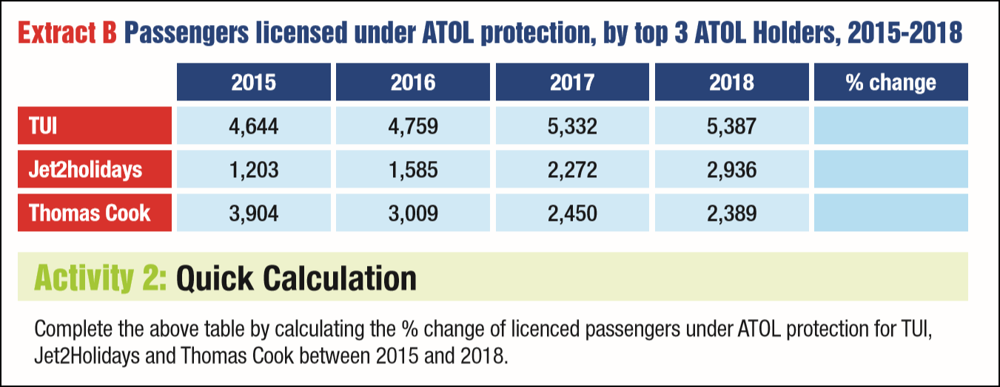 Extract B Passengers licensed under ATOL protection, by top 3 ATOL Holders, 2015-2018
2015 2016 2017 2018 % change
TUI 4,644 4,759 5,332 5,387
Jet2holidays 1,203 1,585 2,272 2,936
Thomas Cook 3,904 3,009 2,450 2,389
Activity 2: Quick Calculation
Complete the above table by calculating the % change of licenced passengers under ATOL protection for TUI,
Jet2Holidays and Thomas Cook between 2015 and 2018.